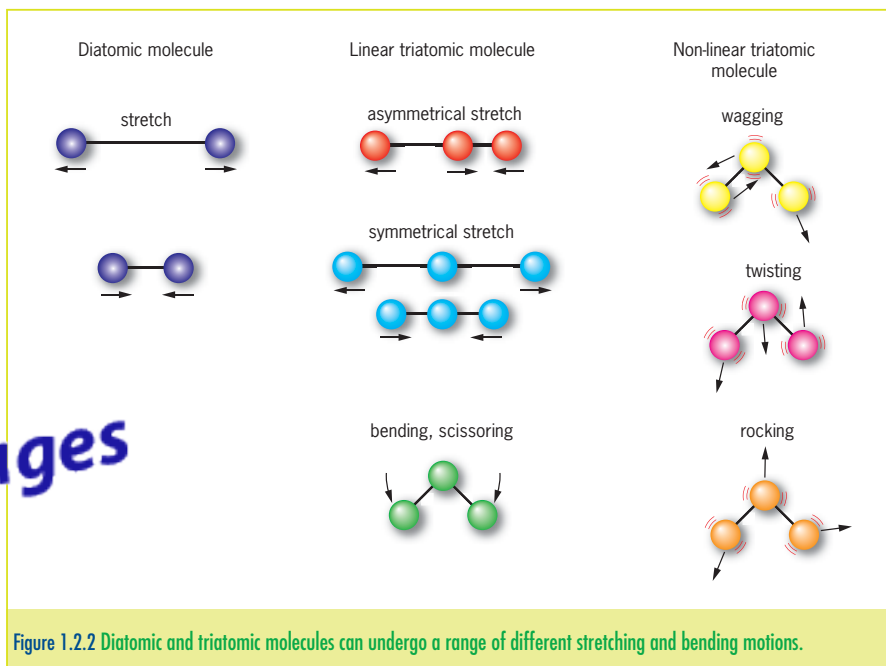 Diatomic molecule
stretch
Linear triatomic molecule
asymmetrical stretch
symmetrical stretch
bending, scissoring
Non-linear triatomic
molecule
wagging
twisting
rocking
ges
Figure 1.2.2 Diatomic and triatomic molecules can undergo a range of different stretching and bending motions.